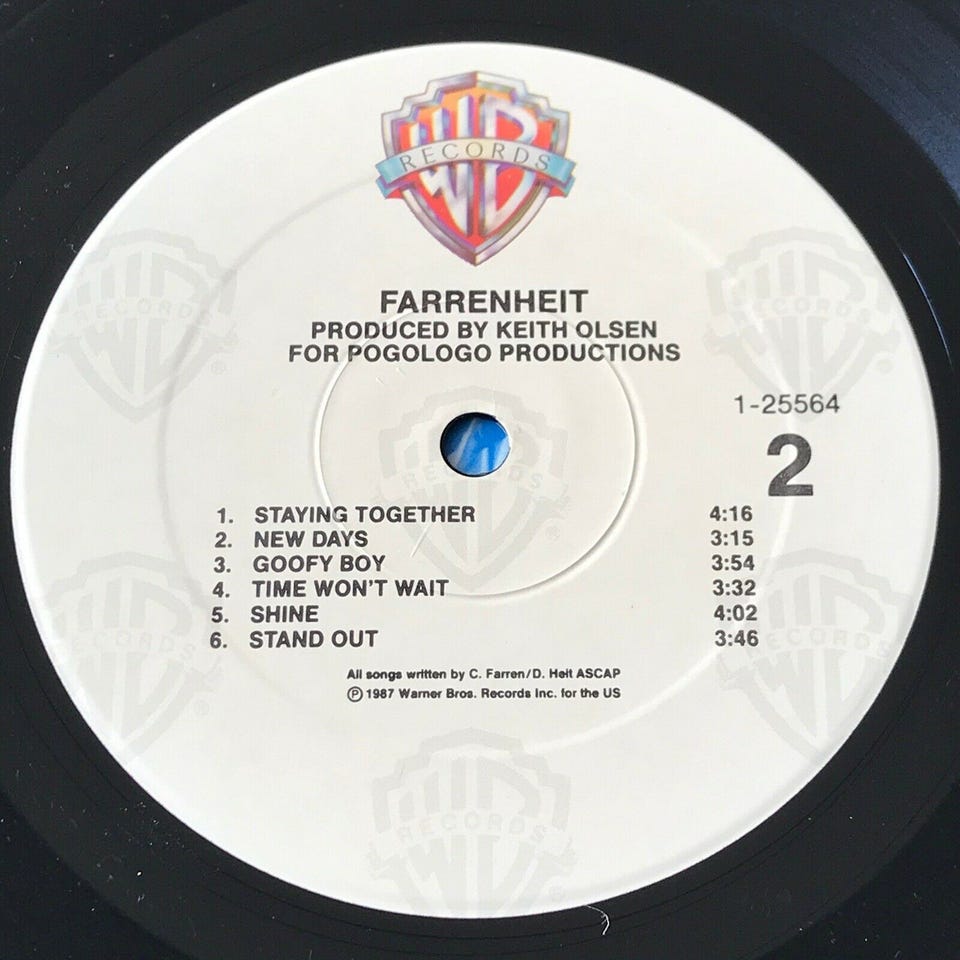 WB
RECORDS
FARRENHEIT
PRODUCED BY KEITH OLSEN
FOR POGOLOGO PRODUCTIONS
1-25564
2
1. STAYING TOGETHER 4:16
2. NEW DAYS 3:15
3. GOOFY BOY 3:54
4. TIME WON'T WAIT 3:32
5. SHINE 4:02
6. STAND OUT 3:46
All songs written by C. Farren/D. Heit ASCAP
℗ 1987 Warner Bros. Records Inc. for the US